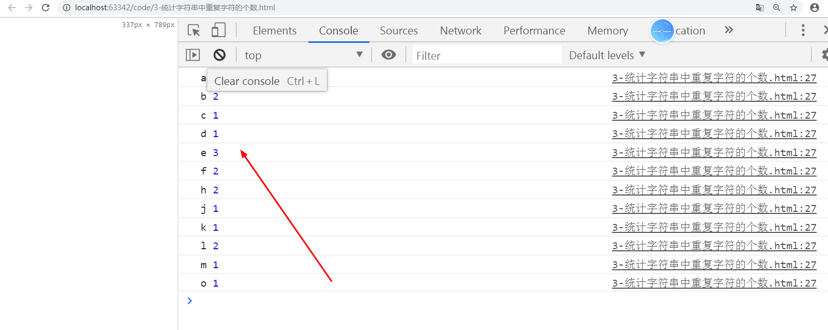 localhost:63342/code/3-统计字符串中重复字符的个数.html
337px × 789px
Elements Console Sources Network Performance Memory cation »
top Filter Default levels
a 3-统计字符串中重复字符的个数.html:27
Clear console Ctrl + L
b 2 3-统计字符串中重复字符的个数.html:27
c 1 3-统计字符串中重复字符的个数.html:27
d 1 3-统计字符串中重复字符的个数.html:27
e 3 3-统计字符串中重复字符的个数.html:27
f 2 3-统计字符串中重复字符的个数.html:27
h 2 3-统计字符串中重复字符的个数.html:27
j 1 3-统计字符串中重复字符的个数.html:27
k 1 3-统计字符串中重复字符的个数.html:27
l 2 3-统计字符串中重复字符的个数.html:27
m 1 3-统计字符串中重复字符的个数.html:27
o 1 3-统计字符串中重复字符的个数.html:27